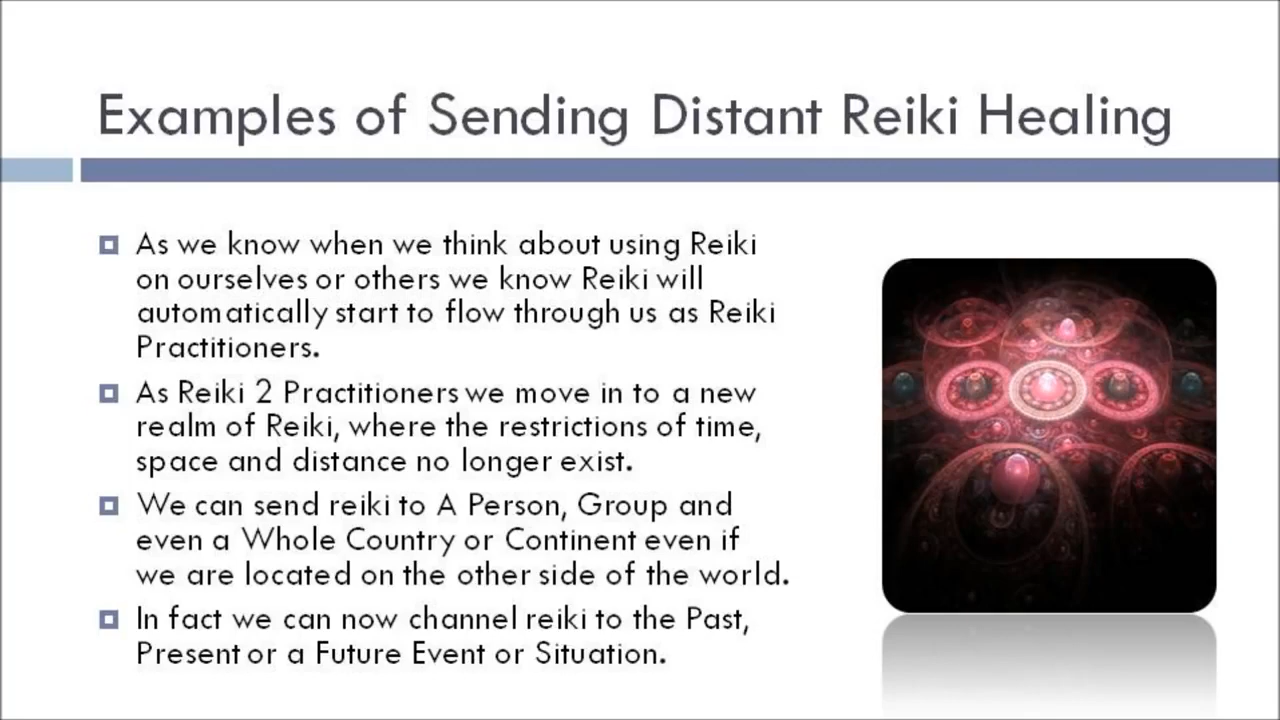 Examples of Sending Distant Reiki Healing
As we know when we think about using Reiki
on ourselves or others we know Reiki will
automatically start to flow through us as Reiki
Practitioners.
As Reiki 2 Practitioners we move in to a new
realm of Reiki, where the restrictions of time,
space and distance no longer exist.
We can send reiki to A Person, Group and
even a Whole Country or Continent even if
we are located on the other side of the world.
In fact we can now channel reiki to the Past,
Present or a Future Event or Situation.